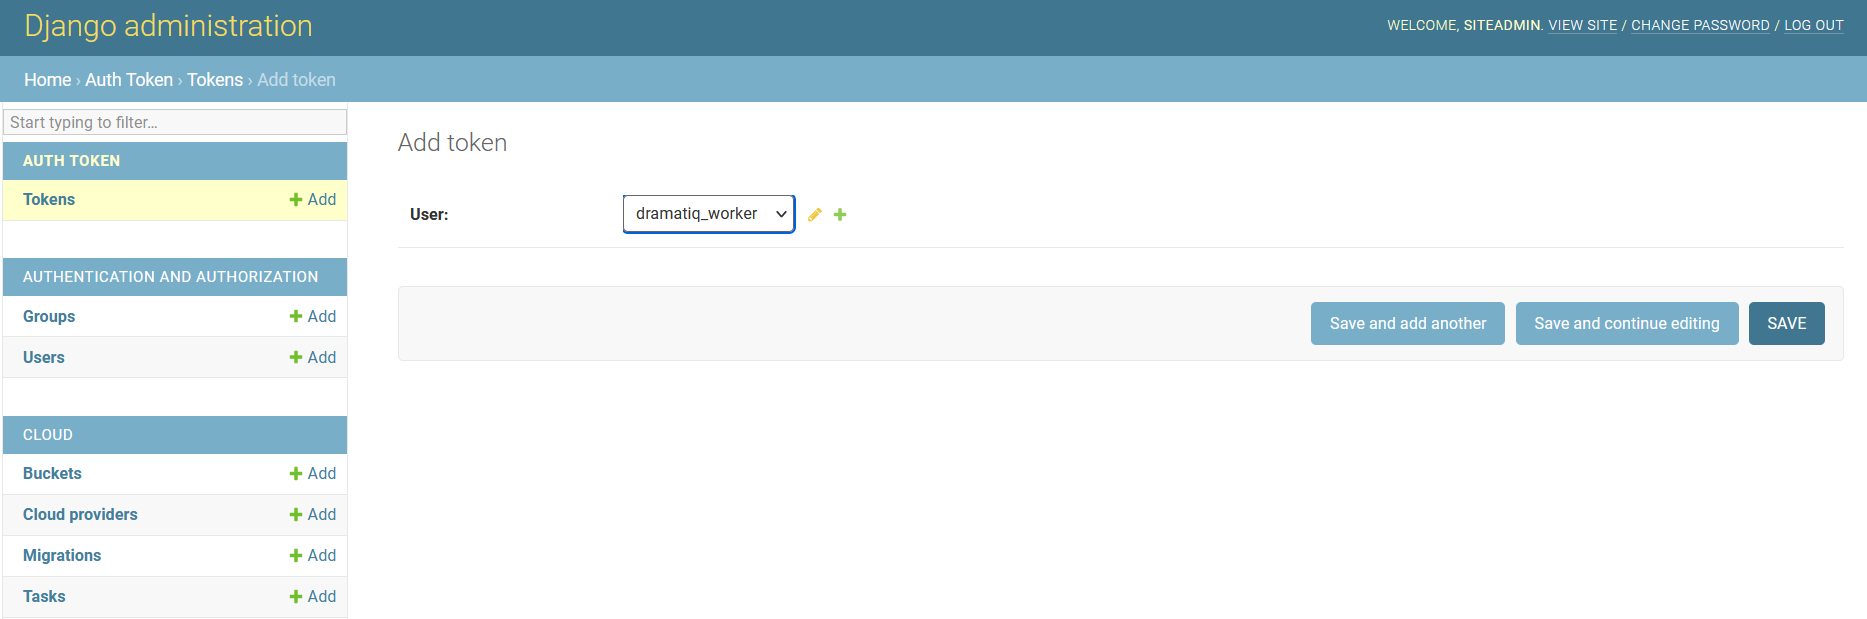 Django administration
WELCOME, SITEADMIN. VIEW SITE / CHANGE PASSWORD / LOG OUT
Home › Auth Token › Tokens › Add token
Start typing to filter...
AUTH TOKEN
Tokens + Add
AUTHENTICATION AND AUTHORIZATION
Groups + Add
Users + Add
CLOUD
Buckets + Add
Cloud providers + Add
Migrations + Add
Tasks + Add
Add token
User: dramatiq_worker
Save and add another Save and continue editing SAVE